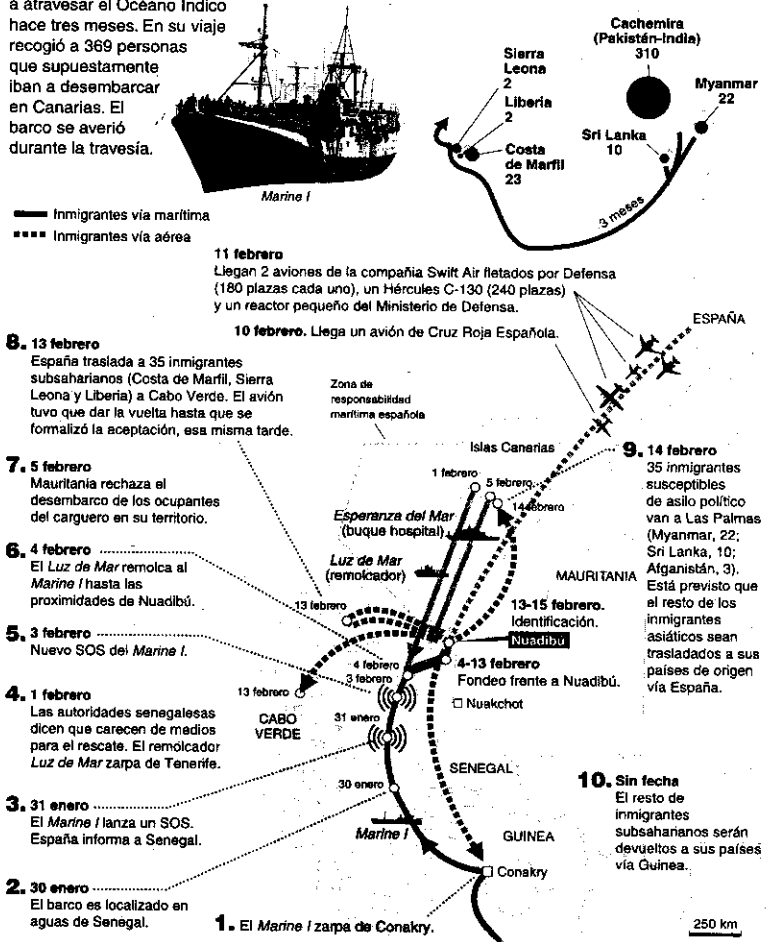 a atravesar el Océano Índico
hace tres meses. En su viaje
recogió a 369 personas
que supuestamente
iban a desembarcar
en Canarias. El
barco se averió
durante la travesía.
Marine I
Inmigrantes vía marítima
Inmigrantes vía aérea
Cachemira
(Pakistán-India)
310
Sierra
Leona
2
Liberia
2
Costa
de Marfil
23
Myanmar
22
Sri Lanka
10
3 meses
11 febrero
Llegan 2 aviones de la compañía Swift Air fletados por Defensa
(180 plazas cada uno), un Hércules C-130 (240 plazas)
y un reactor pequeño del Ministerio de Defensa.
10 febrero. Llega un avión de Cruz Roja Española.
ESPAÑA
8. 13 febrero
España traslada a 35 inmigrantes
subsaharianos (Costa de Marfil, Sierra
Leona y Liberia) a Cabo Verde. El avión
tuvo que dar la vuelta hasta que se
formalizó la aceptación, esa misma tarde.
7. 5 febrero
Mauritania rechaza el
desembarco de los ocupantes
del carguero en su territorio.
6. 4 febrero
El Luz de Mar remolca al
Marine I hasta las
proximidades de Nuadibú.
5. 3 febrero
Nuevo SOS del Marine I.
4. 1 febrero
Las autoridades senegalesas
dicen que carecen de medios
para el rescate. El remolcador
Luz de Mar zarpa de Tenerife.
3. 31 enero
El Marine I lanza un SOS.
España informa a Senegal.
2. 30 enero
El barco es localizado en
aguas de Senegal.
1. El Marine I zarpa de Conakry.
Zona de
responsabilidad
marítima española
Islas Canarias
1 febrero
5 febrero
14 febrero
Esperanza del Mar
(buque hospital)
Luz de Mar
(remolcador)
MAURITANIA
13 febrero
13-15 febrero.
Identificación.
Nuadibú
4 febrero
3 febrero
4-13 febrero
Fondeo frente a Nuadibú.
Nuakchot
13 febrero
CABO
VERDE
31 enero
SENEGAL
30 enero
Marine I
GUINEA
Conakry
9. 14 febrero
35 inmigrantes
susceptibles
de asilo político
van a Las Palmas
(Myanmar, 22;
Sri Lanka, 10;
Afganistán, 3).
Está previsto que
el resto de los
inmigrantes
asiáticos sean
trasladados a sus
países de origen
vía España.
10. Sin fecha
El resto de
inmigrantes
subsaharianos serán
devueltos a sus países
vía Guinea.
250 km